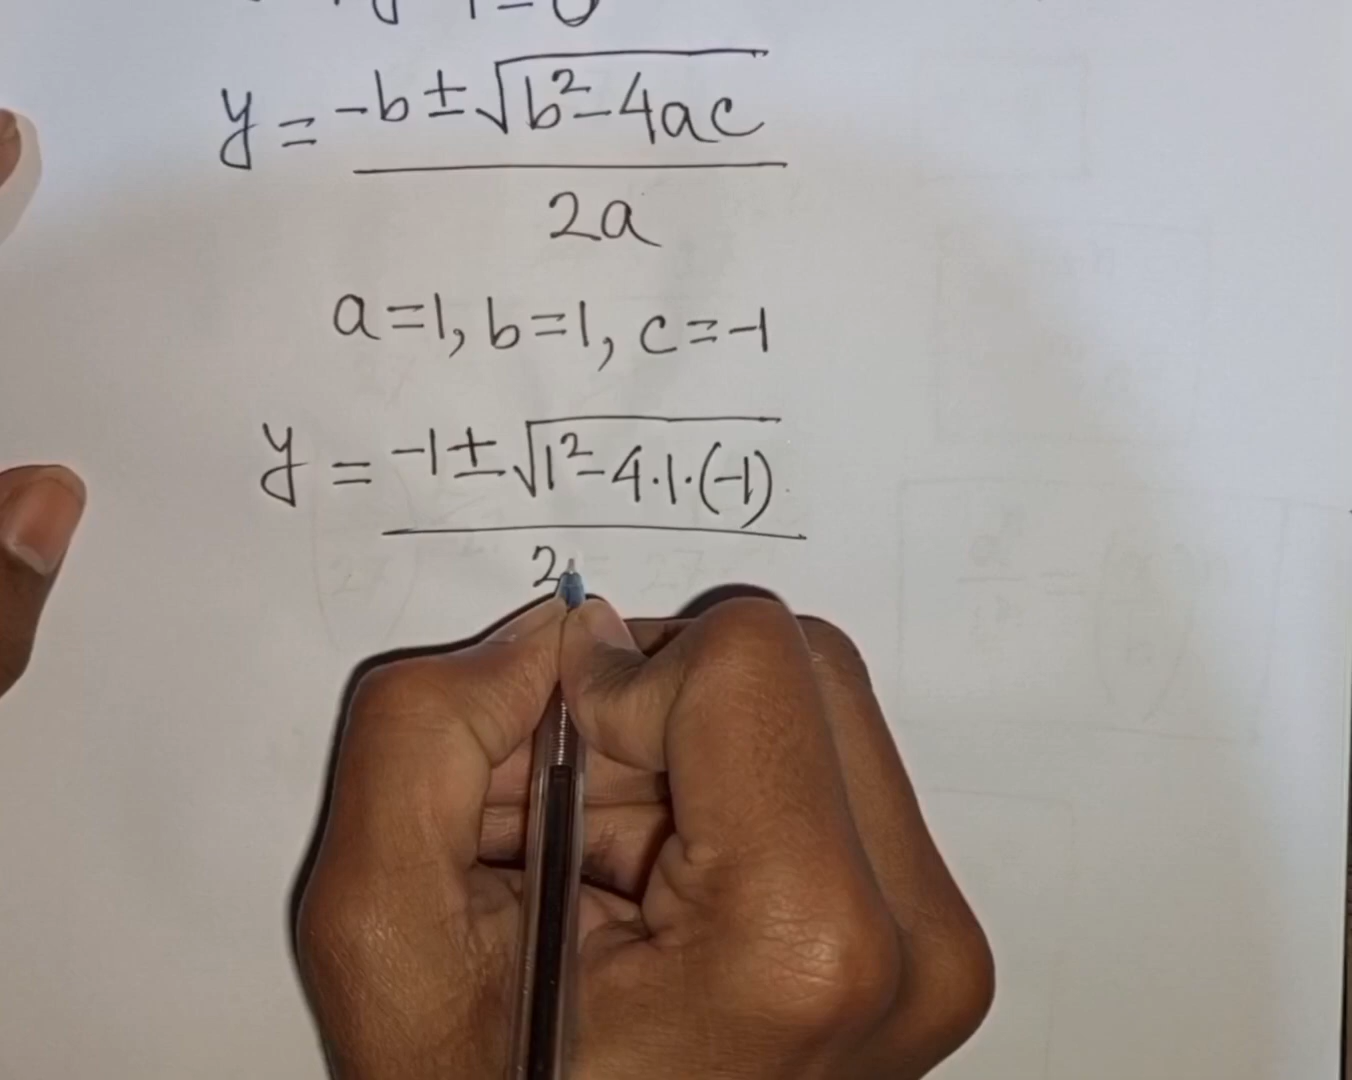 y = -b ± √b² - 4ac / 2a
a = 1, b = 1, c = -1
y = -1 ± √1² - 4·1·(-1) / 2